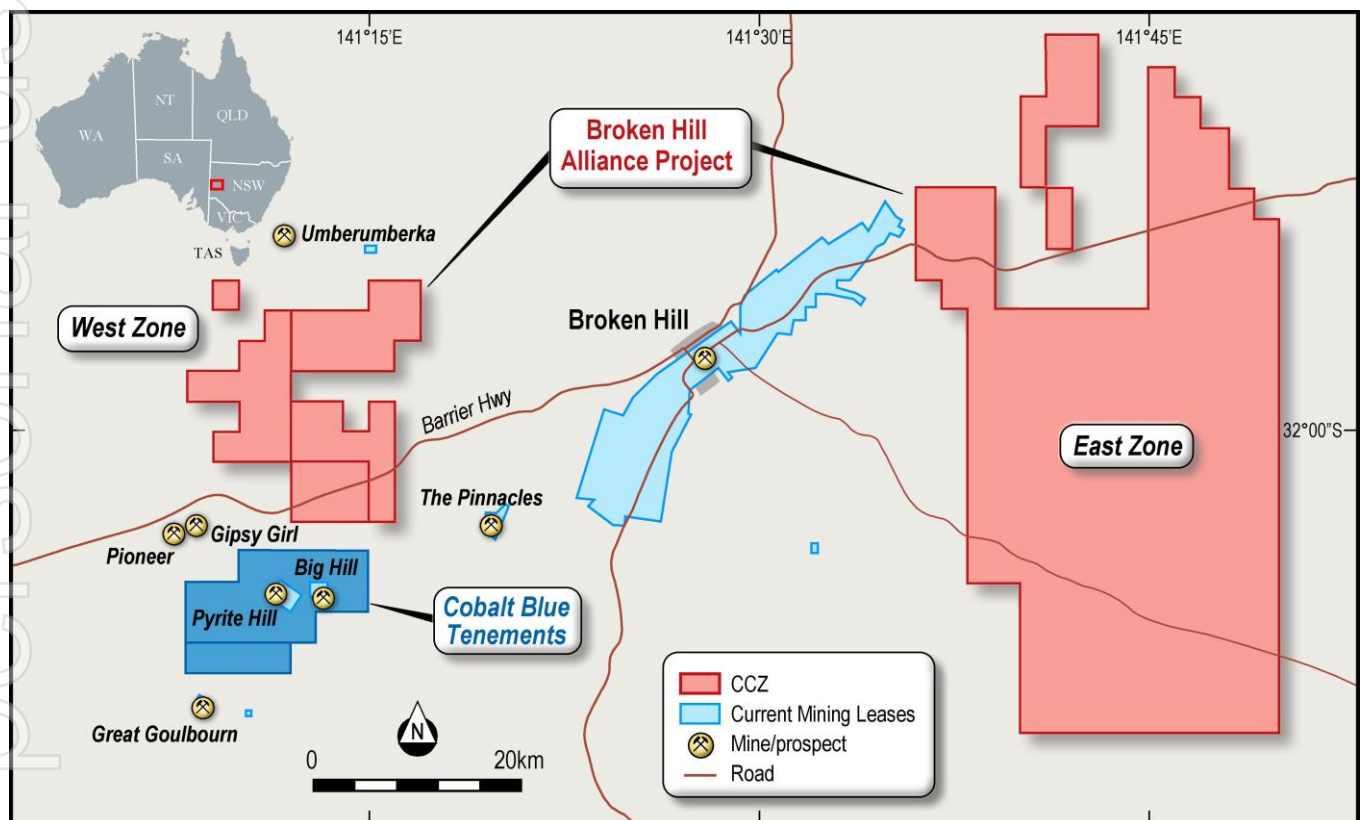 141°15'E
141°30'E
141°45'E
NT
QLD
WA
SA
NSW
VIC
TAS
Broken Hill
Alliance Project
Umberumberka
West Zone
Broken Hill
Barrier Hwy
32°00"S
East Zone
The Pinnacles
Gipsy Girl
Pioneer
Big Hill
Pyrite Hill
Cobalt Blue
Tenements
Great Goulbourn
N
0
20km
CCZ
Current Mining Leases
Mine/prospect
Road